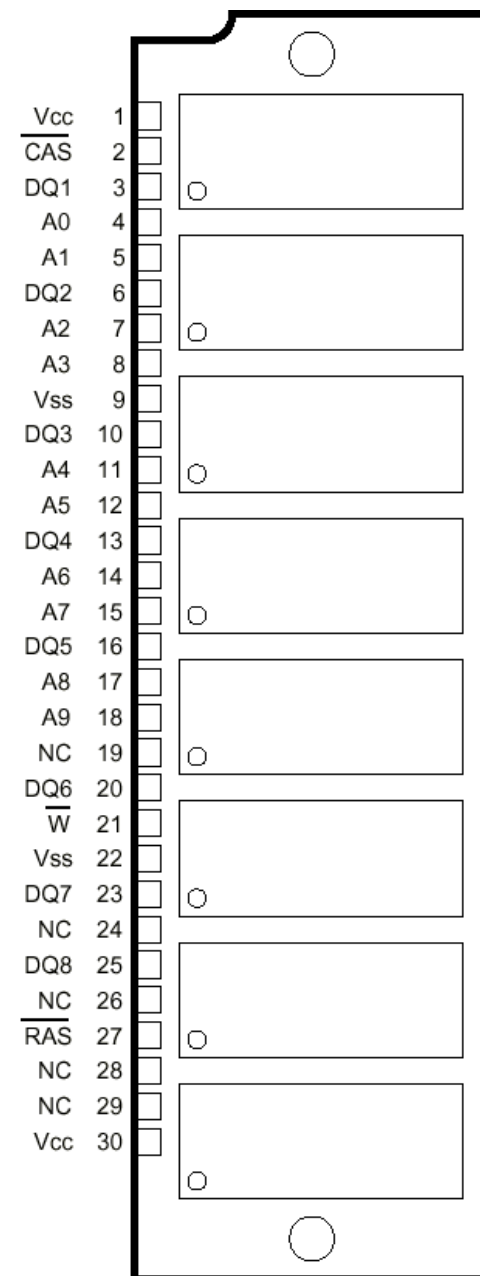 Vcc 1
CAS 2
DQ1 3
A0 4
A1 5
DQ2 6
A2 7
A3 8
Vss 9
DQ3 10
A4 11
A5 12
DQ4 13
A6 14
A7 15
DQ5 16
A8 17
A9 18
NC 19
DQ6 20
W 21
Vss 22
DQ7 23
NC 24
DQ8 25
NC 26
RAS 27
NC 28
NC 29
Vcc 30